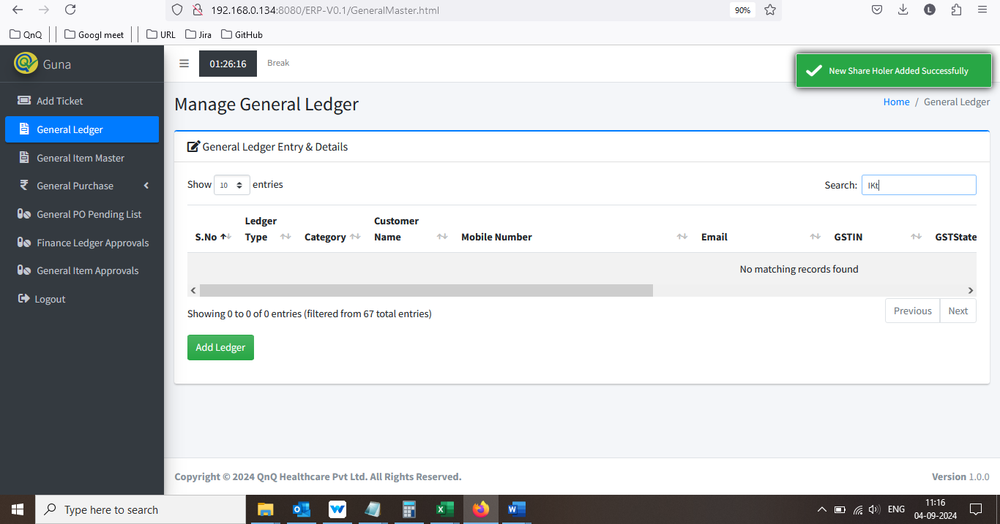 192.168.0.134:8080/ERP-V0.1/GeneralMaster.html
90%
L
QnQ
Googl meet
URL
Jira
GitHub
Guna
01:26:16
Break
New Share Holer Added Successfully
Add Ticket
General Ledger
General Item Master
General Purchase
General PO Pending List
Finance Ledger Approvals
General Item Approvals
Logout
Manage General Ledger
Home / General Ledger
General Ledger Entry & Details
Show 10 entries
Search: IKt
S.No
Ledger Type
Category
Customer Name
Mobile Number
Email
GSTIN
GSTState
No matching records found
Showing 0 to 0 of 0 entries (filtered from 67 total entries)
Previous
Next
Add Ledger
Copyright © 2024 QnQ Healthcare Pvt Ltd. All Rights Reserved.
Version 1.0.0
Type here to search
ENG
11:16
04-09-2024